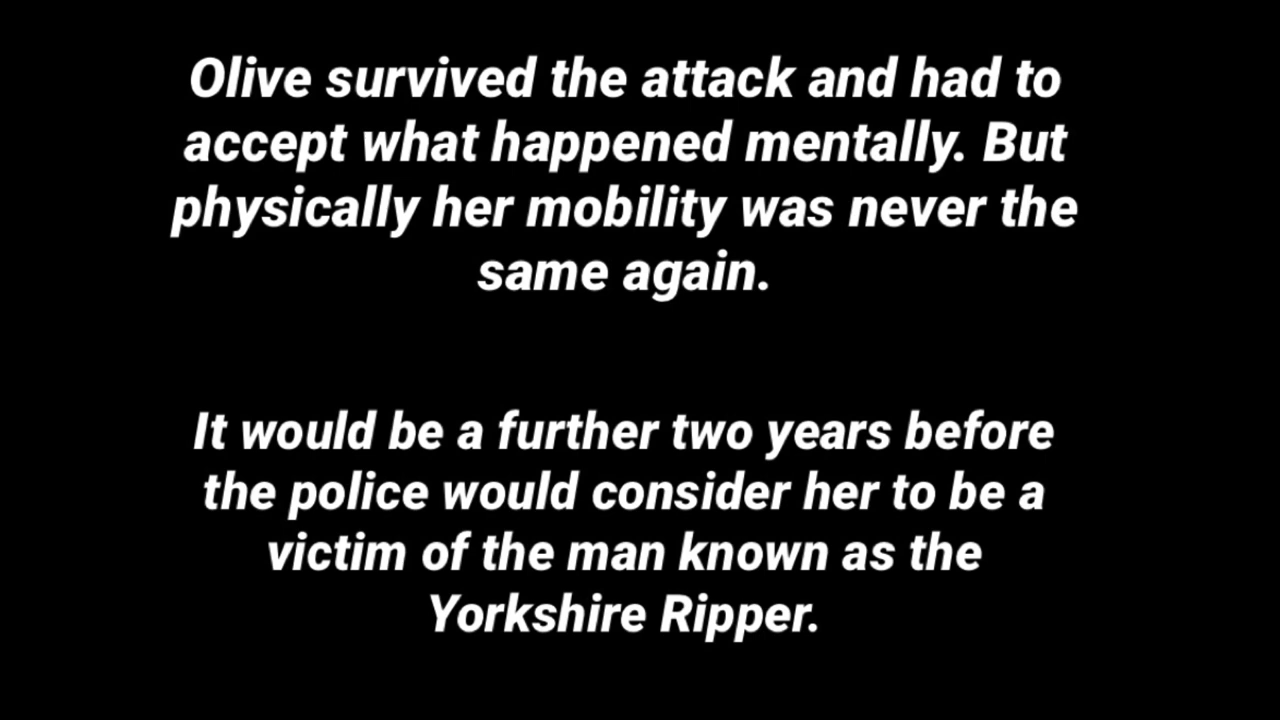 Olive survived the attack and had to
accept what happened mentally. But
physically her mobility was never the
same again.
It would be a further two years before
the police would consider her to be a
victim of the man known as the
Yorkshire Ripper.